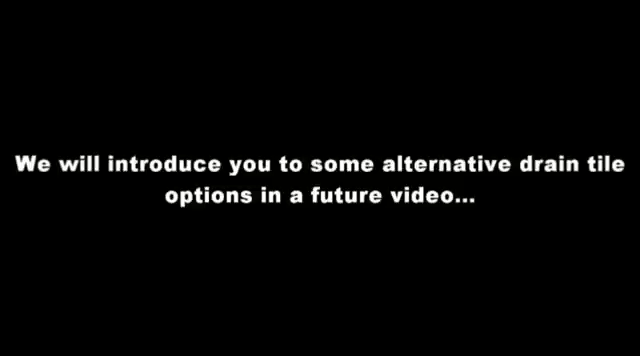 We will introduce you to some alternative drain tile
options in a future video...